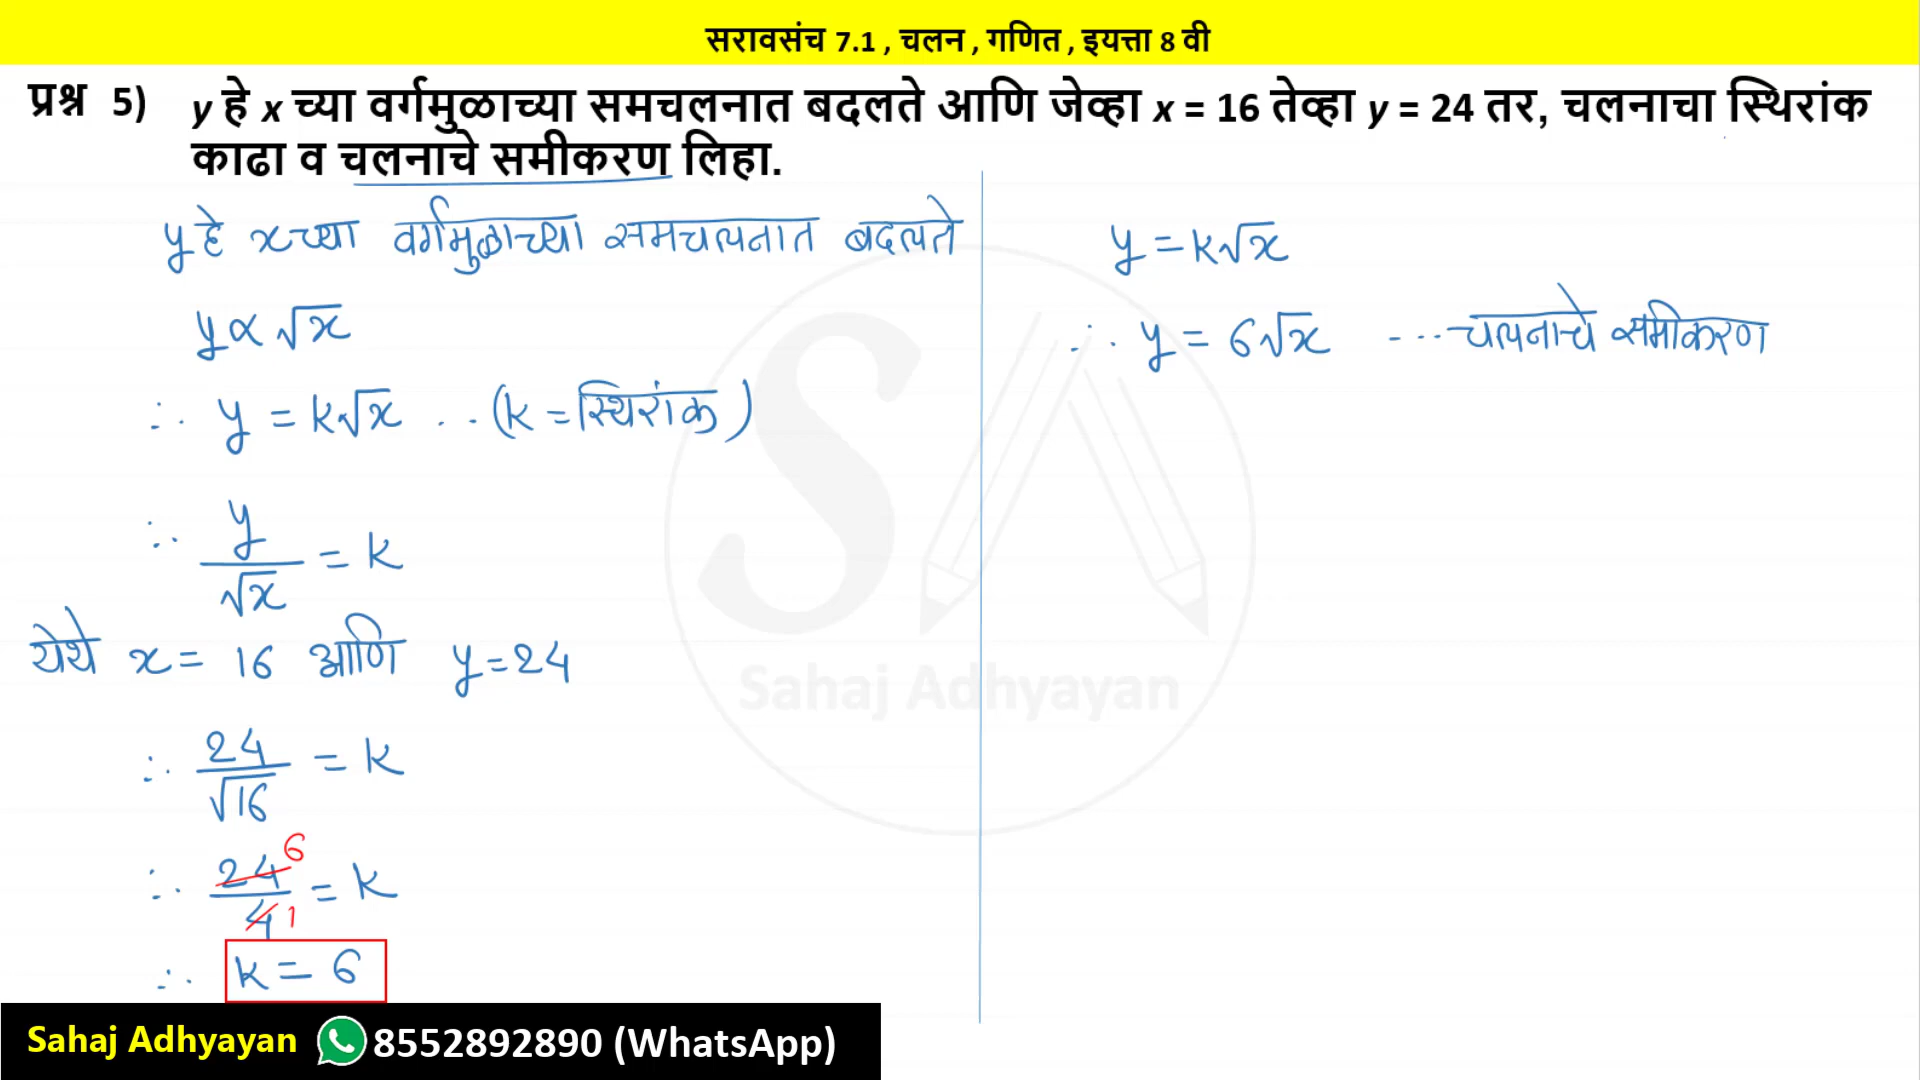 सरावसंच 7.1 , चलन , गणित , इयत्ता 8 वी
प्रश्न 5) y हे x च्या वर्गमुळाच्या समचलनात बदलते आणि जेव्हा x = 16 तेव्हा y = 24 तर, चलनाचा स्थिरांक
काढा व चलनाचे समीकरण लिहा.
y हे x च्या वर्गमुळाच्या समचलनात बदलते
y ∝ √x
∴ y = k√x .. (k = स्थिरांक)
∴ y/√x = k
येथे x = 16 आणि y = 24
∴ 24/√16 = k
∴ 24/4 = k
6
1
∴ k = 6
y = k√x
∴ y = 6√x ---- चलनाचे समीकरण
SA
Sahaj Adhyayan
Sahaj Adhyayan 8552892890 (WhatsApp)